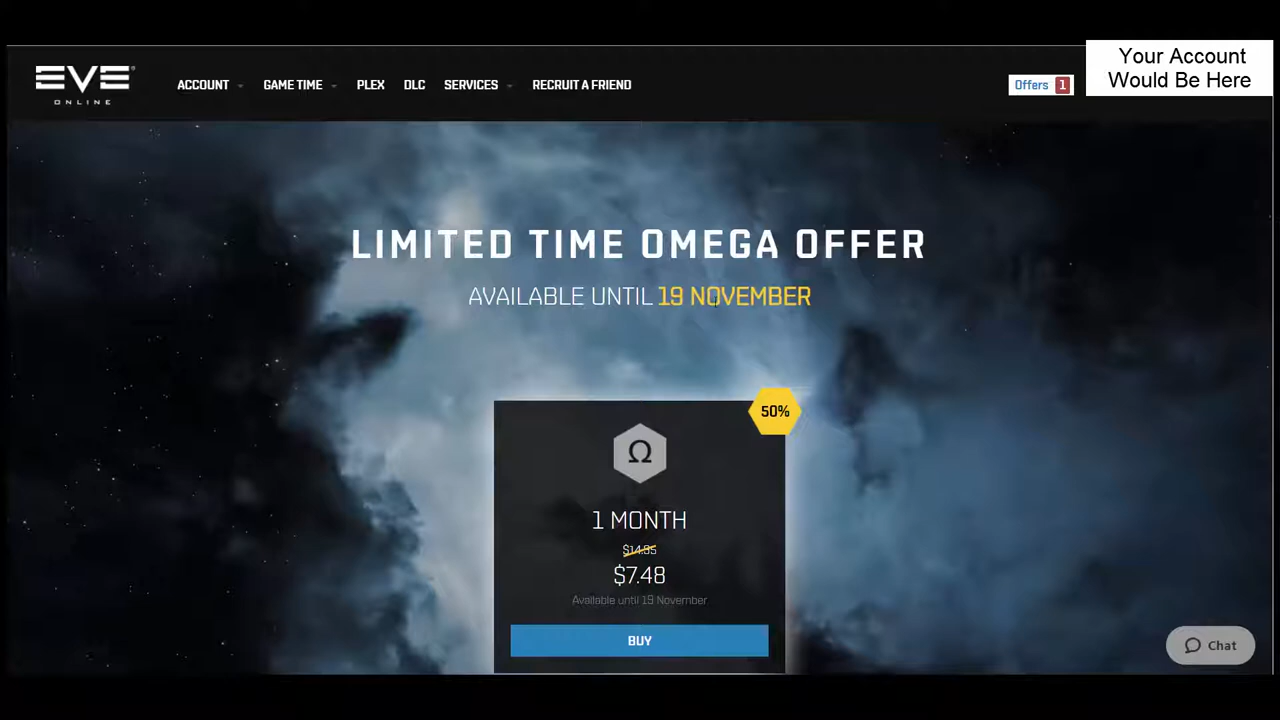 EVE
ONLINE
ACCOUNT GAME TIME PLEX DLC SERVICES RECRUIT A FRIEND
Offers 1
Your Account
Would Be Here
LIMITED TIME OMEGA OFFER
AVAILABLE UNTIL 19 NOVEMBER
50%
Ω
1 MONTH
$14.95
$7.48
Available until 19 November
BUY
Chat